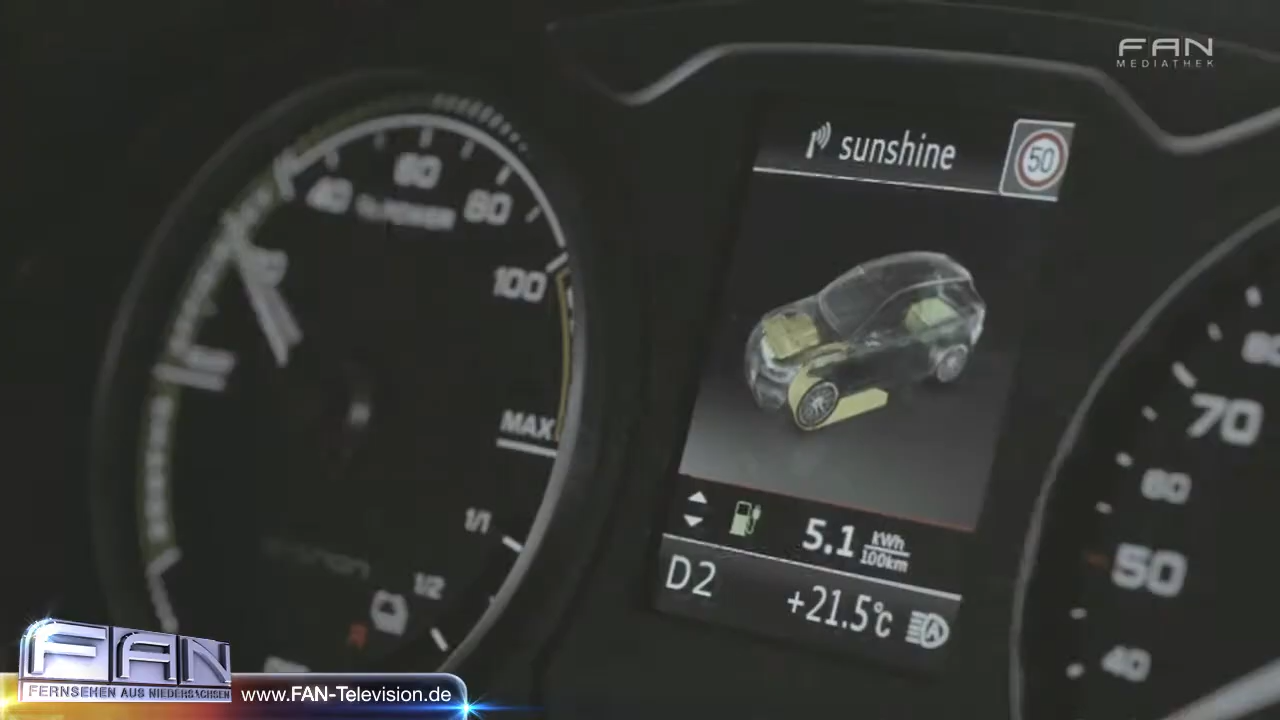 FAN
MEDIATHEK
sunshine
50
40
60
80
% POWER
100
MAX
1/1
1/2
70
60
50
40
5.1 kWh
100km
D2
+21.5°C
A
FAN
FERNSEHEN AUS NIEDERSACHSEN
www.FAN-Television.de